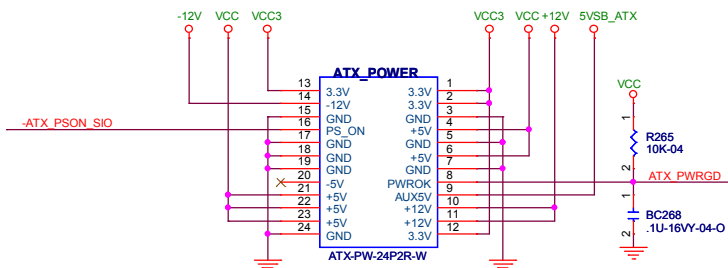 -12V VCC VCC3 VCC3 VCC +12V 5VSB_ATX
ATX_POWER
VCC
13 3.3V 3.3V 1
14 -12V 3.3V 2
15 GND GND 3
-ATX_PSON_SIO 16 PS_ON +5V 4
17 GND GND 5
18 GND +5V 6
19 GND GND 7
20 -5V PWROK 8 ATX_PWRGD
21 +5V AUX5V 9
22 +5V +12V 10
23 +5V +12V 11
24 GND 3.3V 12
ATX-PW-24P2R-W
1
R265
10K-04
2
1
BC268
.1U-16VY-04-O
2